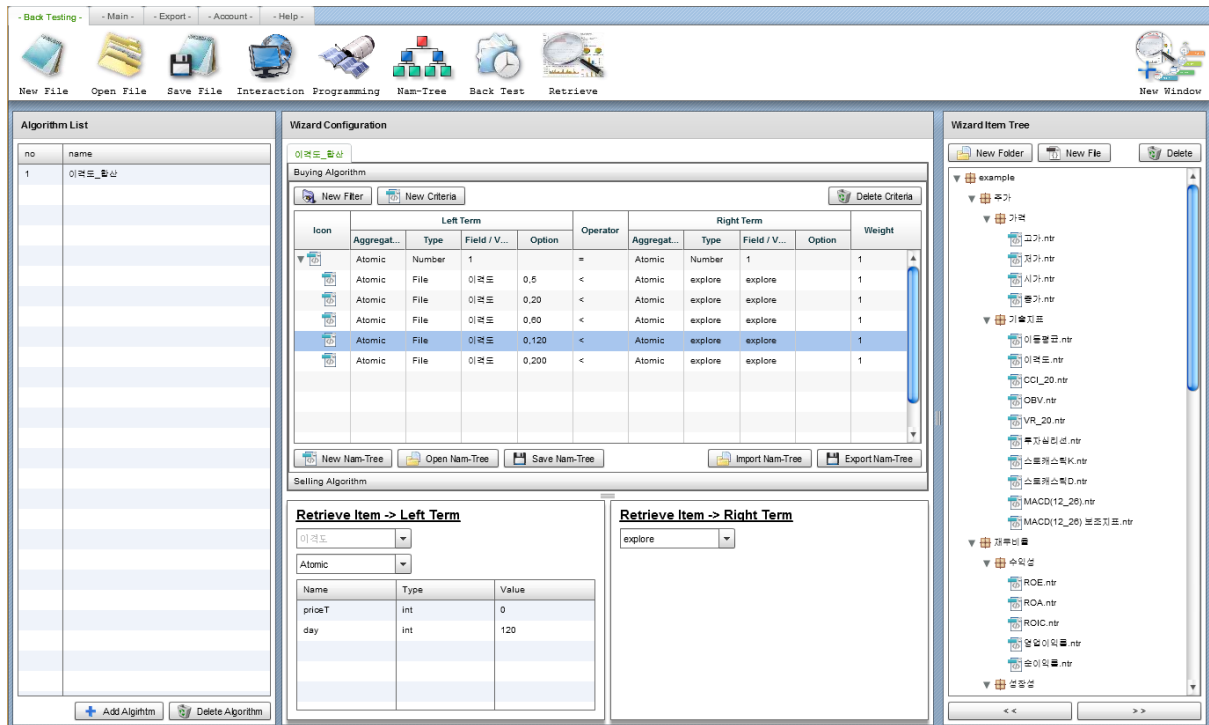 - Back Testing - - Main - - Export - - Account - - Help -
New File Open File Save File Interaction Programming Nam-Tree Back Test Retrieve New Window
Algorithm List
no name
1 이격도_합산
Add Algirhtm Delete Algorithm
Wizard Configuration
이격도_합산
Buying Algorithm
New Filter New Criteria Delete Criteria
Icon Left Term Operator Right Term Weight
Aggregat... Type Field / V... Option Aggregat... Type Field / V... Option
Atomic Number 1 = Atomic Number 1 1
Atomic File 이격도 0,5 < Atomic explore explore 1
Atomic File 이격도 0,20 < Atomic explore explore 1
Atomic File 이격도 0,60 < Atomic explore explore 1
Atomic File 이격도 0,120 < Atomic explore explore 1
Atomic File 이격도 0,200 < Atomic explore explore 1
New Nam-Tree Open Nam-Tree Save Nam-Tree Import Nam-Tree Export Nam-Tree
Selling Algorithm
Retrieve Item -> Left Term
이격도
Atomic
Name Type Value
priceT int 0
day int 120
Retrieve Item -> Right Term
explore
Wizard Item Tree
New Folder New File Delete
example
주가
가격
고가.ntr
저가.ntr
시가.ntr
종가.ntr
기술지표
이동평균.ntr
이격도.ntr
CCI_20.ntr
OBV.ntr
VR_20.ntr
투자심리선.ntr
스토캐스틱K.ntr
스토캐스틱D.ntr
MACD(12_26).ntr
MACD(12_26) 보조지표.ntr
재무비율
수익성
ROE.ntr
ROA.ntr
ROIC.ntr
영업이익률.ntr
순이익률.ntr
성장성
< < > >